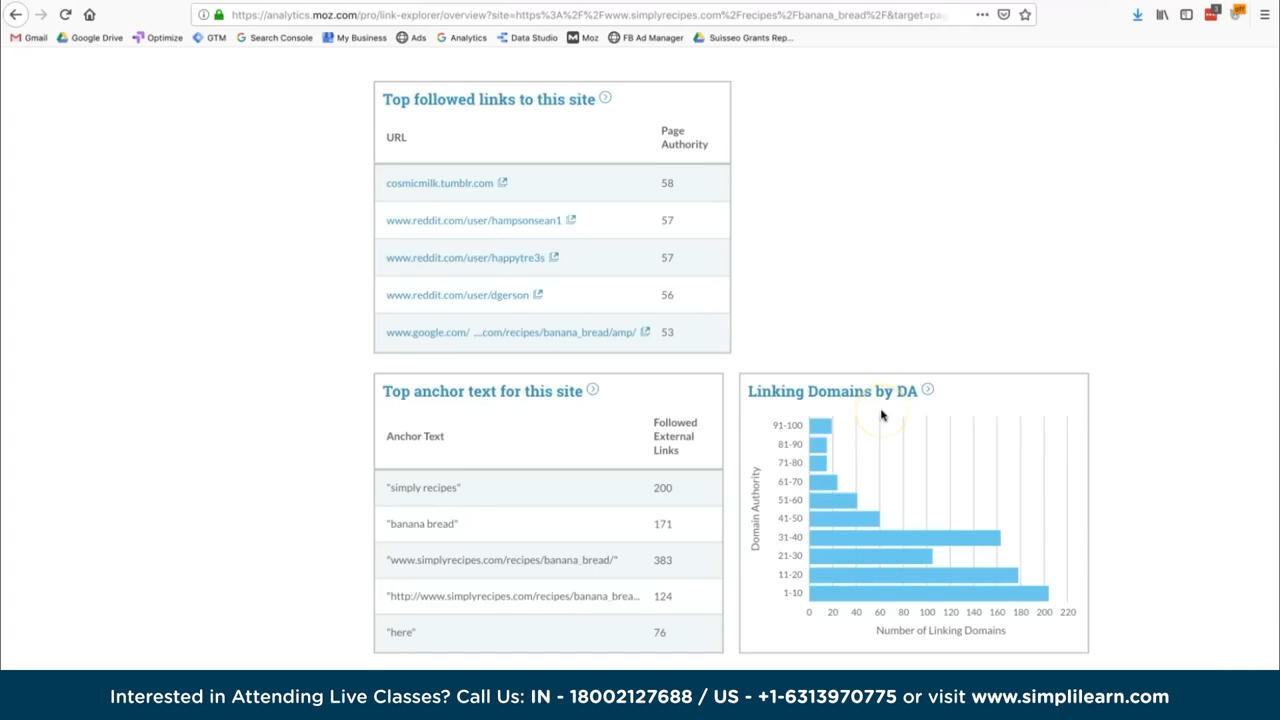 https://analytics.moz.com/pro/link-explorer/overview?site=https%3A%2F%2Fwww.simplyrecipes.com%2Frecipes%2Fbanana_bread%2F&target=pa
Gmail Google Drive Optimize GTM Search Console My Business Ads Analytics Data Studio Moz FB Ad Manager Suisseo Grants Rep...
3 off
Top followed links to this site
URL Page Authority
cosmicmilk.tumblr.com 58
www.reddit.com/user/hampsonsean1 57
www.reddit.com/user/happytre3s 57
www.reddit.com/user/dgerson 56
www.google.com/ ...com/recipes/banana_bread/amp/ 53
Top anchor text for this site
Anchor Text Followed External Links
"simply recipes" 200
"banana bread" 171
"www.simplyrecipes.com/recipes/banana_bread/" 383
"http://www.simplyrecipes.com/recipes/banana_brea... 124
"here" 76
Linking Domains by DA
Domain Authority
91-100
81-90
71-80
61-70
51-60
41-50
31-40
21-30
11-20
1-10
0 20 40 60 80 100 120 140 160 180 200 220
Number of Linking Domains
Interested in Attending Live Classes? Call Us: IN - 18002127688 / US - +1-6313970775 or visit www.simplilearn.com